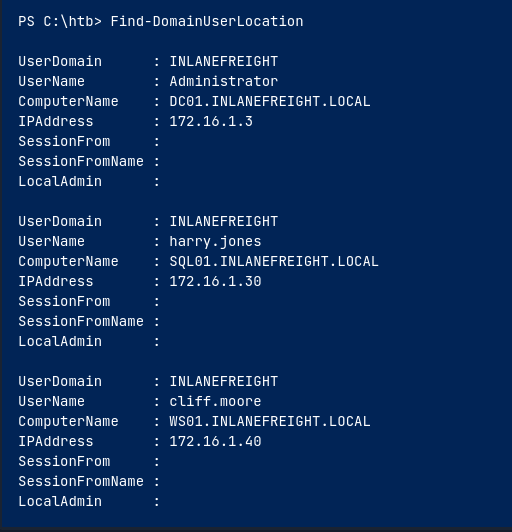 PS C:\htb> Find-DomainUserLocation
UserDomain      : INLANEFREIGHT
UserName        : Administrator
ComputerName    : DC01.INLANEFREIGHT.LOCAL
IPAddress       : 172.16.1.3
SessionFrom     :
SessionFromName :
LocalAdmin      :
UserDomain      : INLANEFREIGHT
UserName        : harry.jones
ComputerName    : SQL01.INLANEFREIGHT.LOCAL
IPAddress       : 172.16.1.30
SessionFrom     :
SessionFromName :
LocalAdmin      :
UserDomain      : INLANEFREIGHT
UserName        : cliff.moore
ComputerName    : WS01.INLANEFREIGHT.LOCAL
IPAddress       : 172.16.1.40
SessionFrom     :
SessionFromName :
LocalAdmin      :